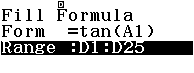 Fill Formula
Form =tan(A1)
Range :D1:D25